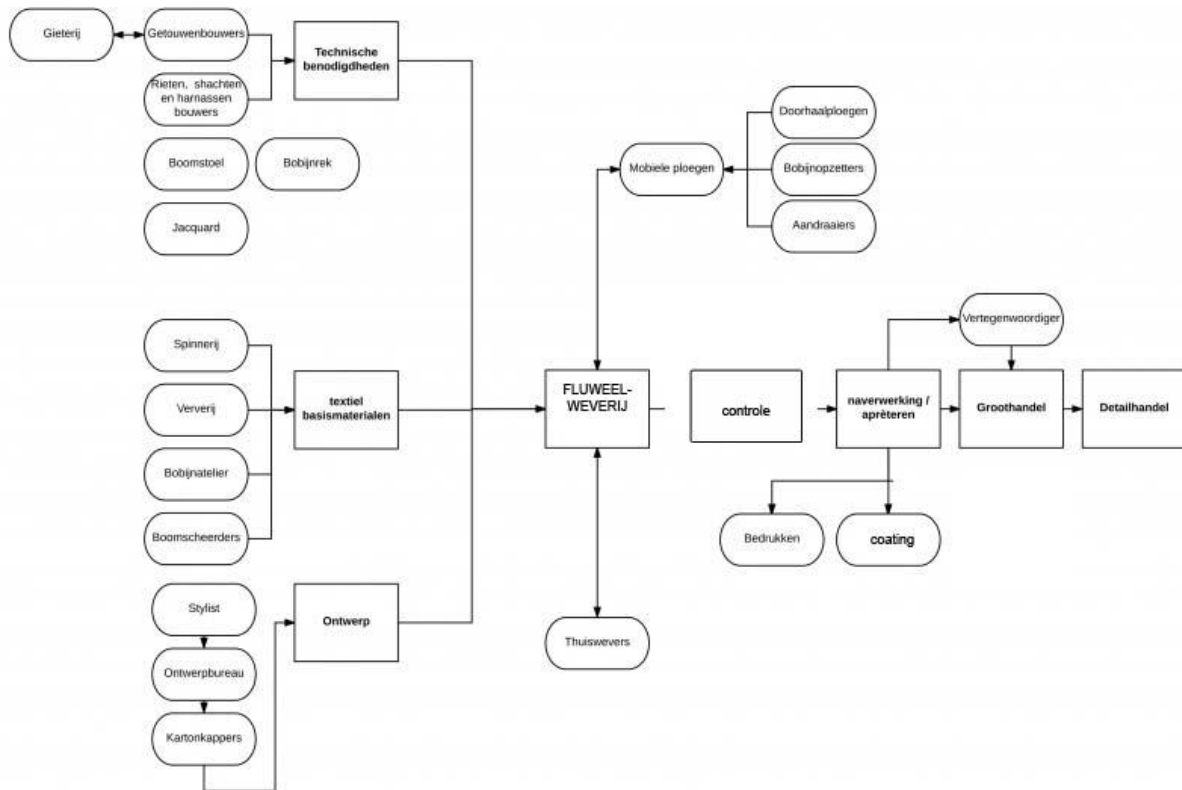 Gieterij
Getouwenbouwers
Technische
benodigdheden
Rieten, shachten
en harnassen
bouwers
Boomstoel
Bobijnrek
Jacquard
Doorhaalploegen
Mobiele ploegen
Bobijnopzetters
Aandraaiers
Spinnerij
Ververij
Bobijnatelier
Boomscheerders
textiel
basismaterialen
FLUWEEL-
WEVERIJ
controle
naverwerking /
aprèteren
Vertegenwoordiger
Groothandel
Detailhandel
Bedrukken
coating
Stylist
Ontwerp
Ontwerpbureau
Kartonkappers
Thuiswevers